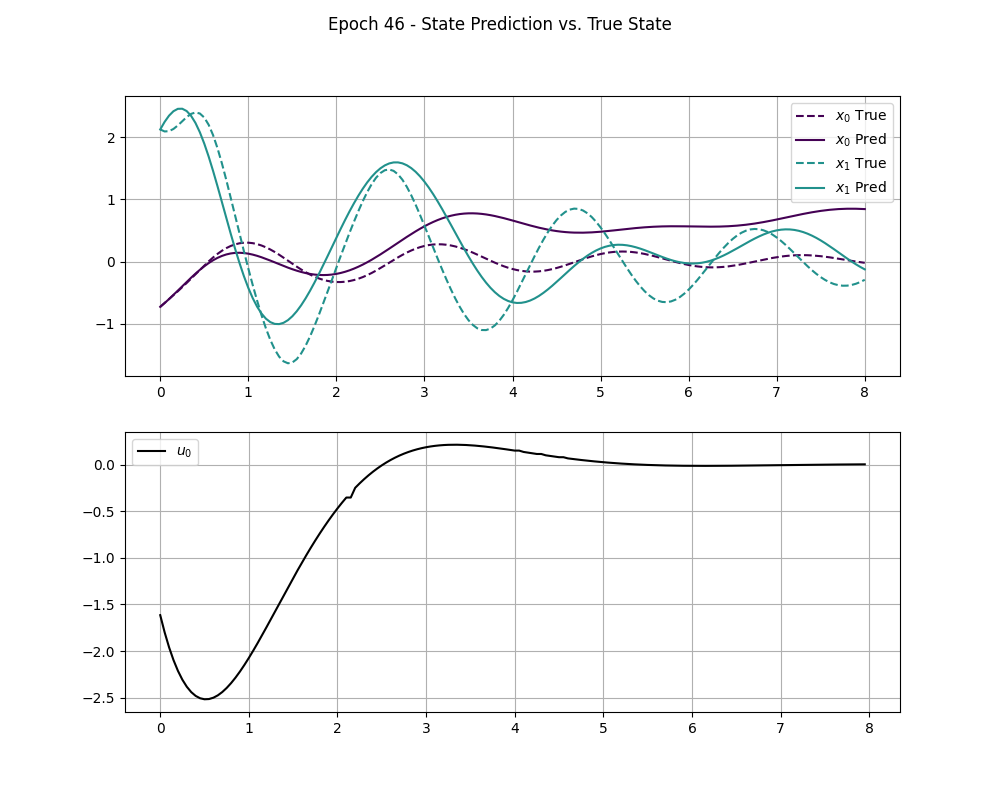 Epoch 46 - State Prediction vs. True State
2
1
0
−1
x₀ True
x₀ Pred
x₁ True
x₁ Pred
0 1 2 3 4 5 6 7 8
0.0
−0.5
−1.0
−1.5
−2.0
−2.5
u₀
0 1 2 3 4 5 6 7 8